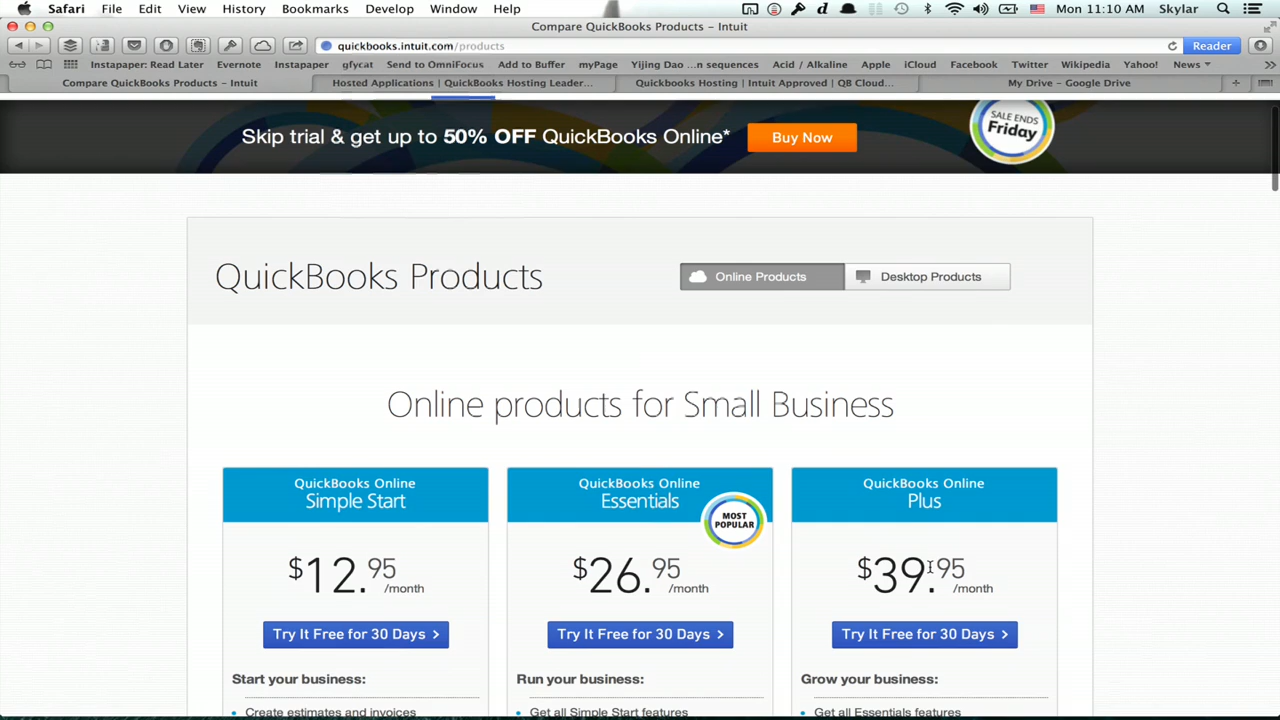 Safari File Edit View History Bookmarks Develop Window Help Mon 11:10 AM Skylar
Compare QuickBooks Products – Intuit
quickbooks.intuit.com/products Reader
Instapaper: Read Later Evernote Instapaper gfycat Send to OmniFocus Add to Buffer myPage Yijing Dao ...n sequences Acid / Alkaline Apple iCloud Facebook Twitter Wikipedia Yahoo! News
Compare QuickBooks Products – Intuit Hosted Applications | QuickBooks Hosting Leader... Quickbooks Hosting | Intuit Approved | QB Cloud... My Drive – Google Drive
Skip trial & get up to 50% OFF QuickBooks Online* Buy Now
SALE ENDS
Friday
QuickBooks Products
Online Products Desktop Products
Online products for Small Business
QuickBooks Online
Simple Start
$12.95
/month
Try It Free for 30 Days >
Start your business:
Create estimates and invoices
QuickBooks Online
Essentials
MOST
POPULAR
$26.95
/month
Try It Free for 30 Days >
Run your business:
Get all Simple Start features
QuickBooks Online
Plus
$39.95
/month
Try It Free for 30 Days >
Grow your business:
Get all Essentials features